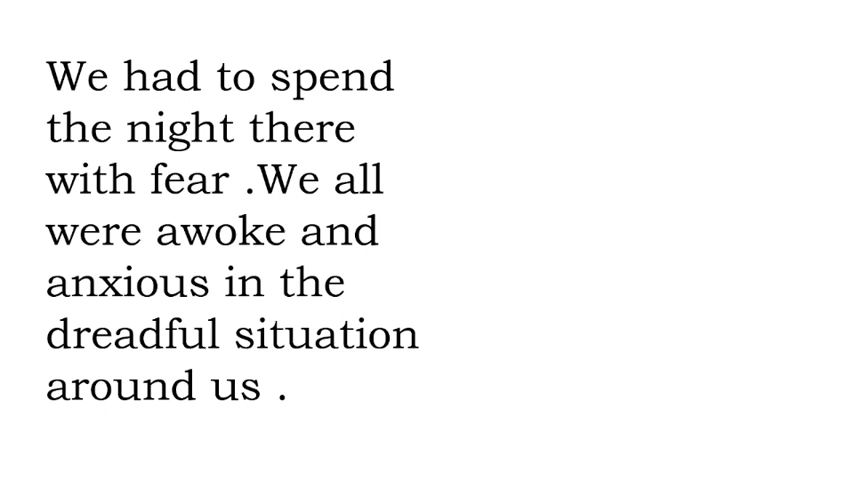 We had to spend
the night there
with fear .We all
were awoke and
anxious in the
dreadful situation
around us .